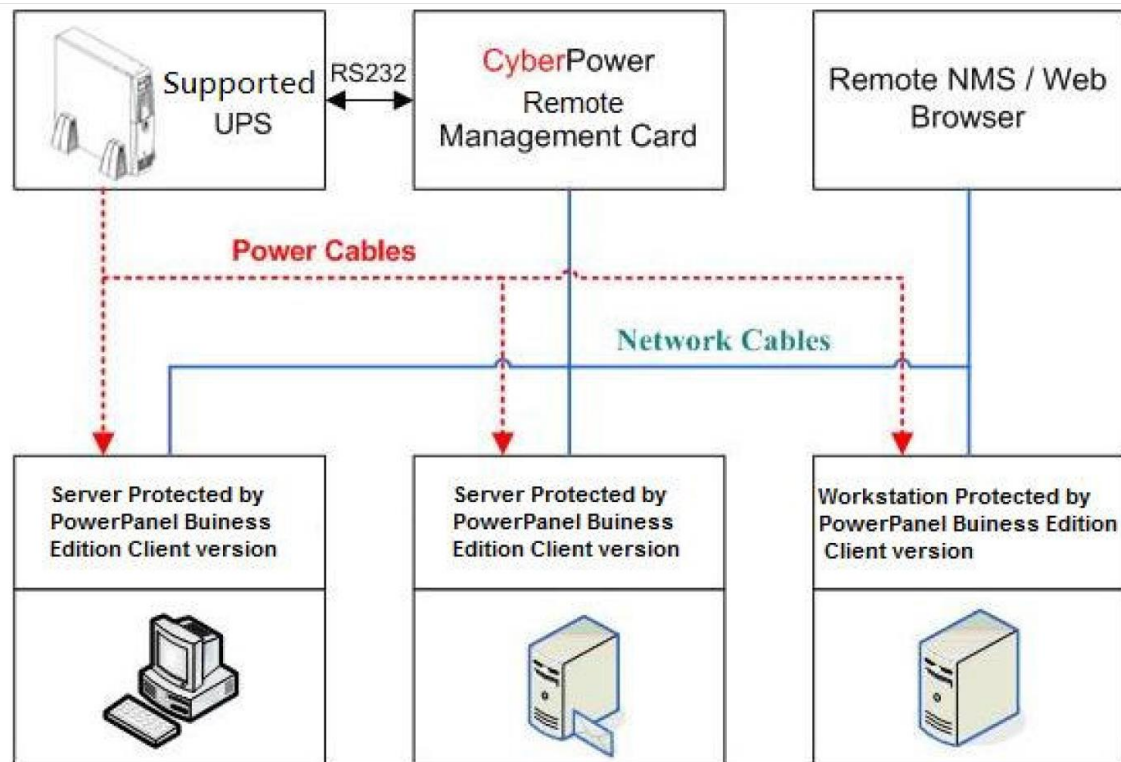 Supported
UPS
RS232
CyberPower
Remote
Management Card
Remote NMS / Web
Browser
Power Cables
Network Cables
Server Protected by
PowerPanel Buiness
Edition Client version
Server Protected by
PowerPanel Buiness
Edition Client version
Workstation Protected by
PowerPanel Buiness Edition
Client version